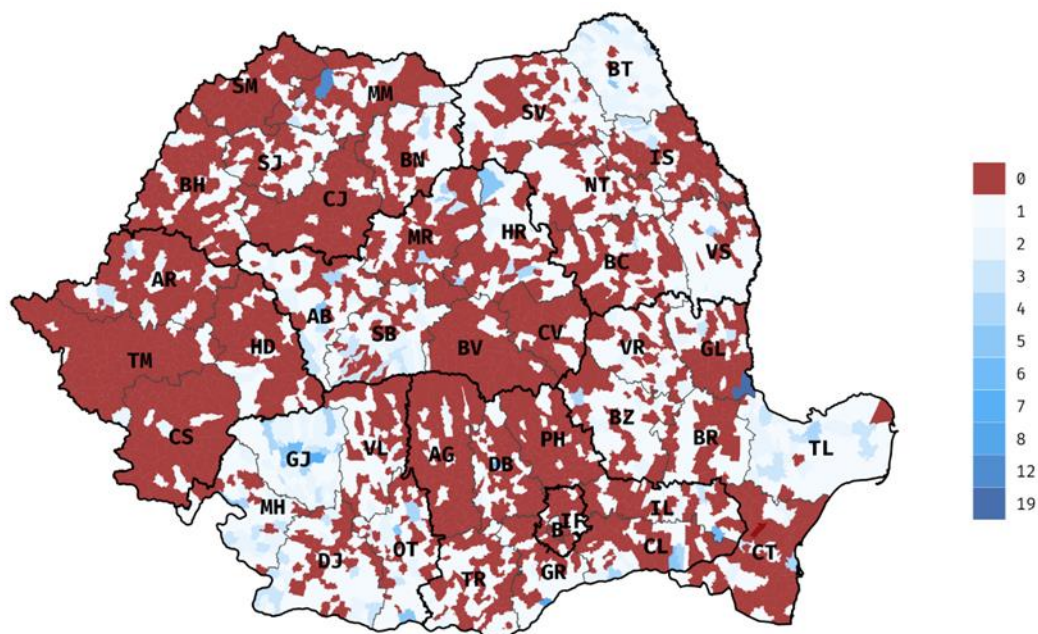 BT
SM
MM
SV
SJ
BN
IS
BH
NT
CJ
MR
HR
VS
BC
AR
AB
SB
CV
TM
HD
BV
VR
GL
CS
BZ
BR
TL
GJ
VL
AG
DB
PH
MH
IF
B
IL
DJ
OT
CL
CT
TR
GR
0
1
2
3
4
5
6
7
8
12
19